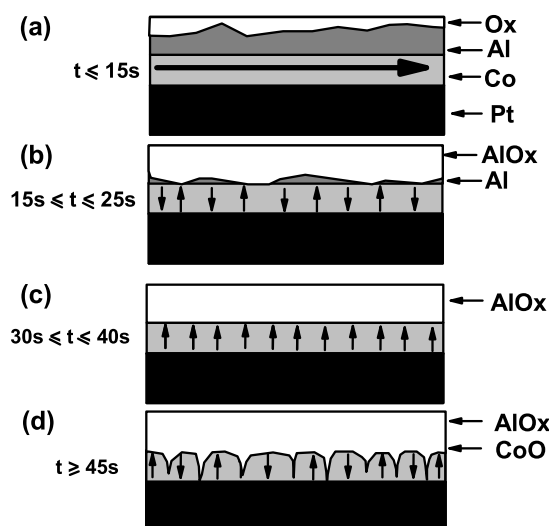 (a)
Ox
Al
t ⩽ 15s
Co
Pt
(b)
AlOx
Al
15s ⩽ t ⩽ 25s
(c)
AlOx
30s ⩽ t ⩽ 40s
(d)
AlOx
CoO
t ⩾ 45s